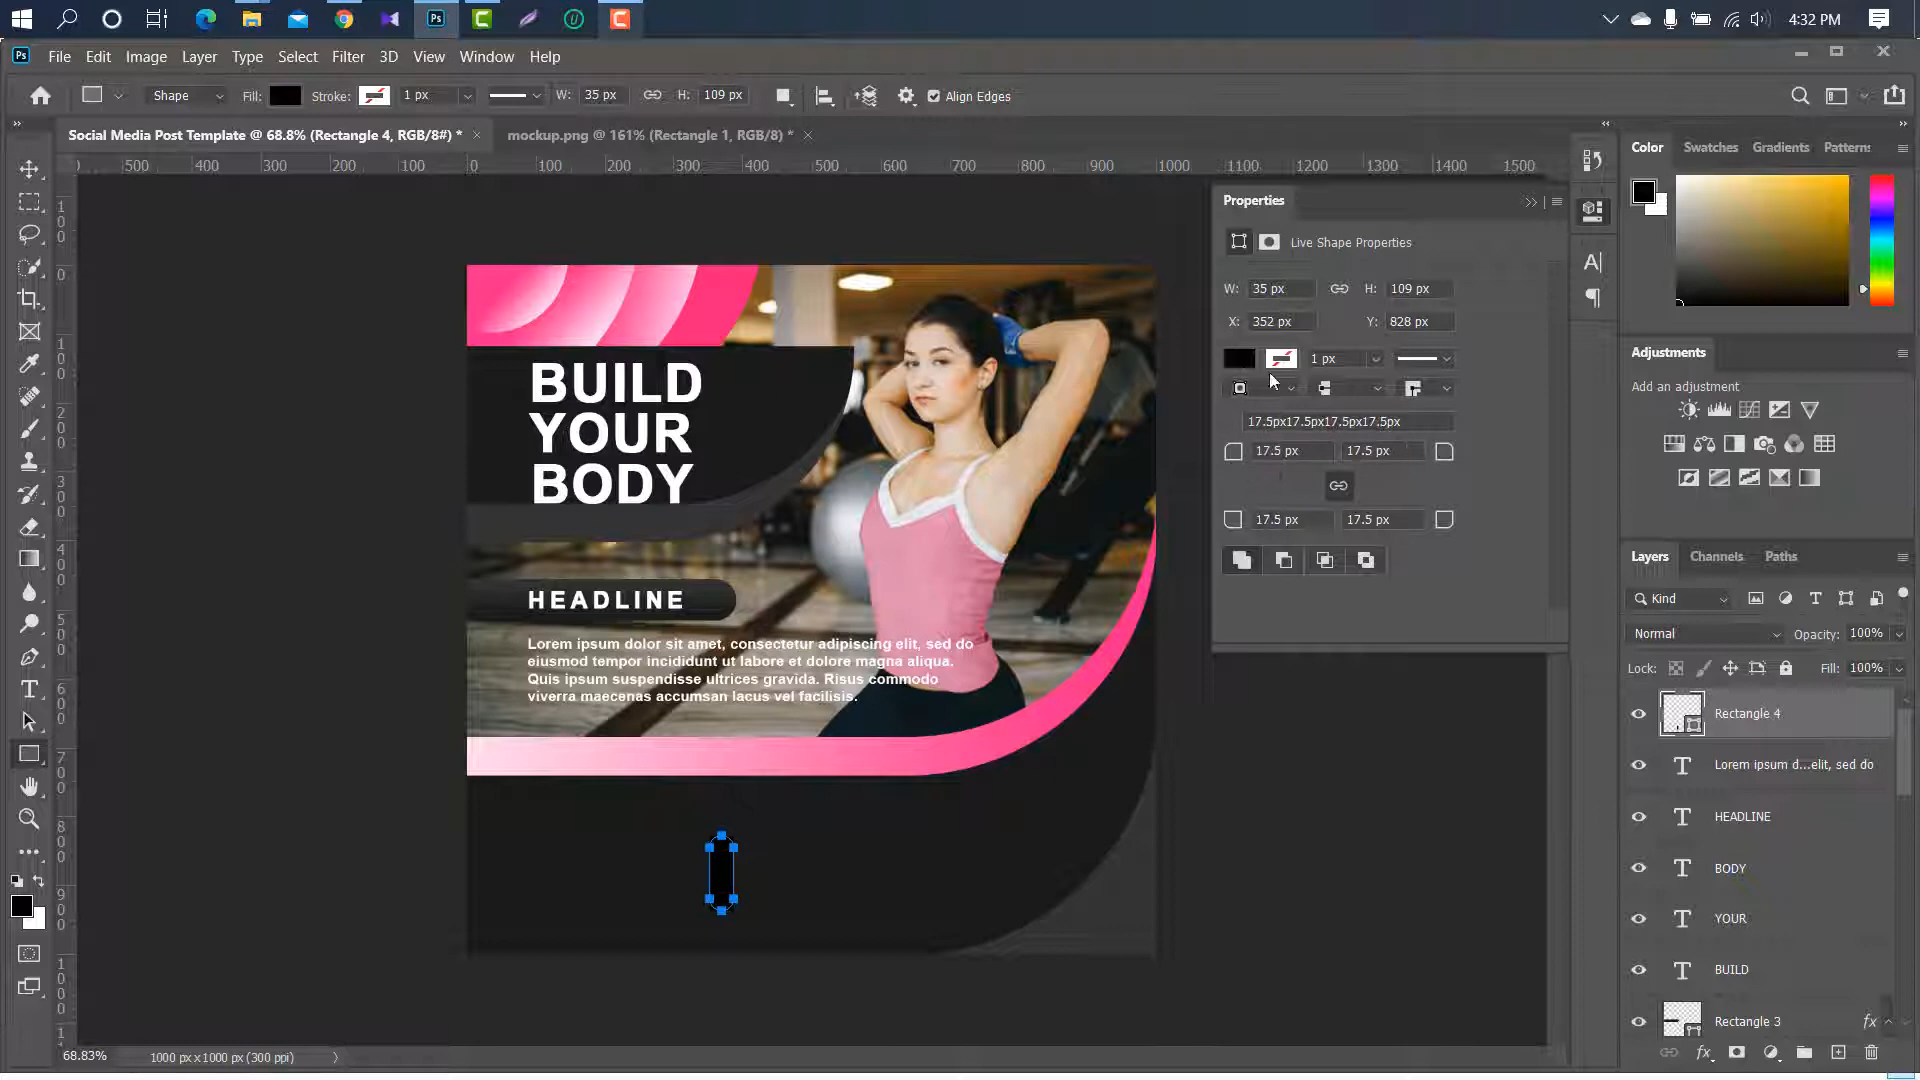 4:32 PM
Ps
File Edit Image Layer Type Select Filter 3D View Window Help
Shape Fill: Stroke: 1 px W: 35 px H: 109 px Align Edges
Social Media Post Template @ 68.8% (Rectangle 4, RGB/8#) * × mockup.png @ 161% (Rectangle 1, RGB/8) * ×
500 400 300 200 100 0 100 200 300 400 500 600 700 800 900 1000 1100 1200 1300 1400 1500
Properties
Live Shape Properties
W: 35 px H: 109 px
X: 352 px Y: 828 px
1 px
17.5px17.5px17.5px17.5px
17.5 px 17.5 px
17.5 px 17.5 px
BUILD
YOUR
BODY
HEADLINE
Lorem ipsum dolor sit amet, consectetur adipiscing elit, sed do
eiusmod tempor incididunt ut labore et dolore magna aliqua.
Quis ipsum suspendisse ultrices gravida. Risus commodo
viverra maecenas accumsan lacus vel facilisis.
Color Swatches Gradients Patterns
Adjustments
Add an adjustment
Layers Channels Paths
Kind
Normal Opacity: 100%
Lock: Fill: 100%
Rectangle 4
Lorem ipsum d...elit, sed do
HEADLINE
BODY
YOUR
BUILD
Rectangle 3 fx
68.83% 1000 px x 1000 px (300 ppi)